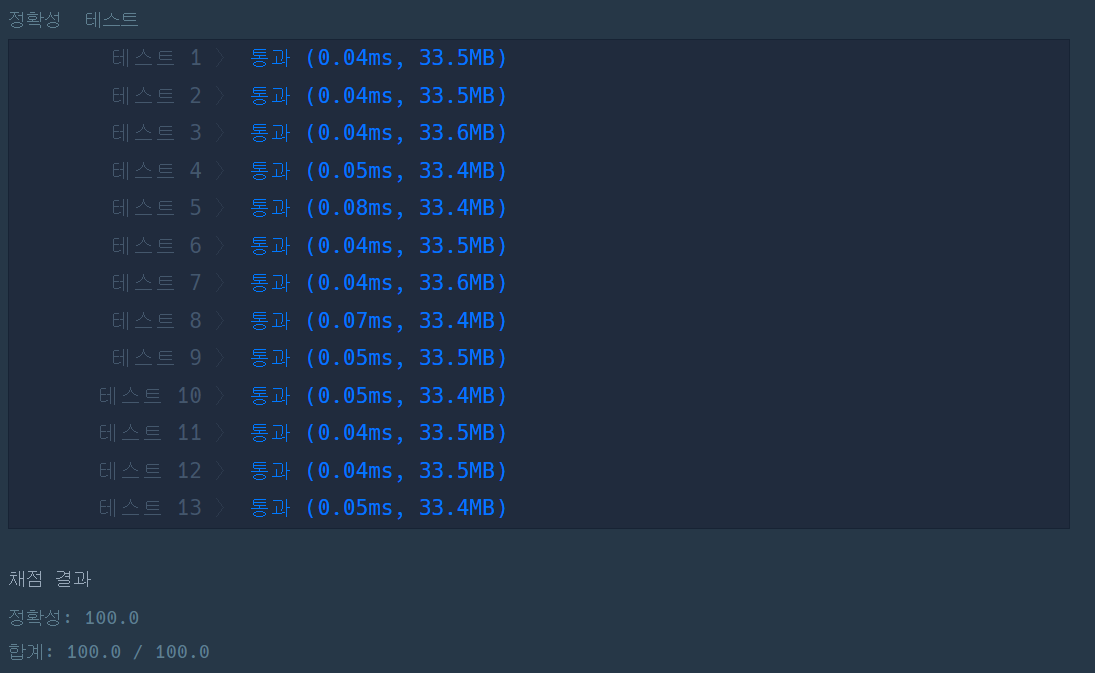 정확성 테스트
테스트 1 〉 통과 (0.04ms, 33.5MB)
테스트 2 〉 통과 (0.04ms, 33.5MB)
테스트 3 〉 통과 (0.04ms, 33.6MB)
테스트 4 〉 통과 (0.05ms, 33.4MB)
테스트 5 〉 통과 (0.08ms, 33.4MB)
테스트 6 〉 통과 (0.04ms, 33.5MB)
테스트 7 〉 통과 (0.04ms, 33.6MB)
테스트 8 〉 통과 (0.07ms, 33.4MB)
테스트 9 〉 통과 (0.05ms, 33.5MB)
테스트 10 〉 통과 (0.05ms, 33.4MB)
테스트 11 〉 통과 (0.04ms, 33.5MB)
테스트 12 〉 통과 (0.04ms, 33.5MB)
테스트 13 〉 통과 (0.05ms, 33.4MB)
채점 결과
정확성: 100.0
합계: 100.0 / 100.0